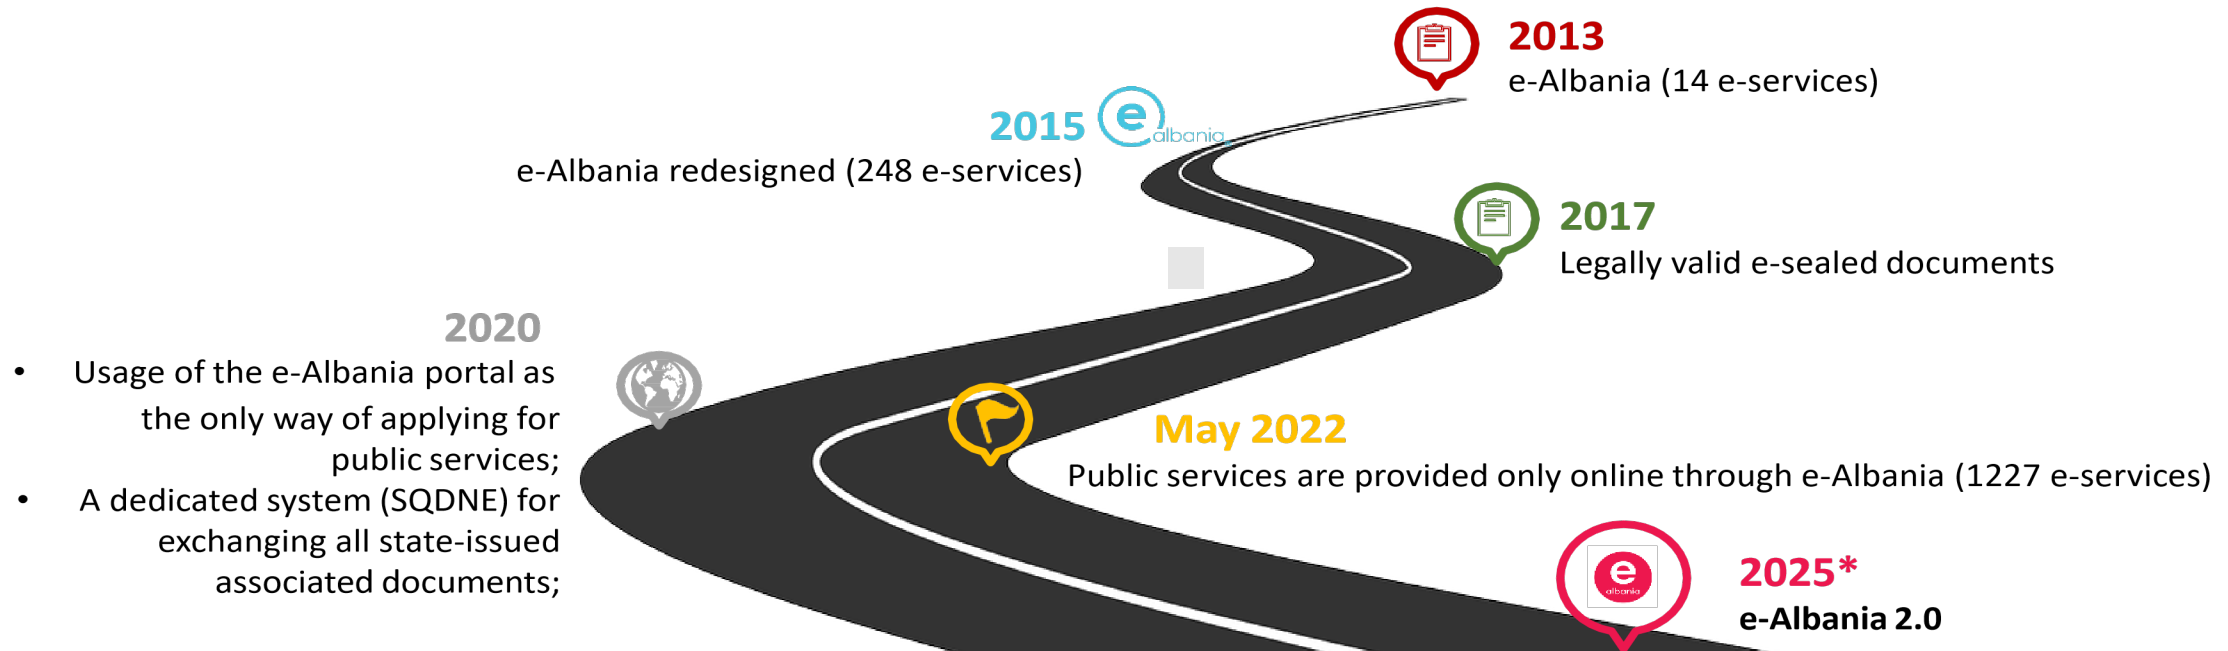 2013
e-Albania (14 e-services)
2015
e albania
e-Albania redesigned (248 e-services)
2017
Legally valid e-sealed documents
2020
• Usage of the e-Albania portal as
the only way of applying for
public services;
• A dedicated system (SQDNE) for
exchanging all state-issued
associated documents;
May 2022
Public services are provided only online through e-Albania (1227 e-services)
e
albania
2025*
e-Albania 2.0